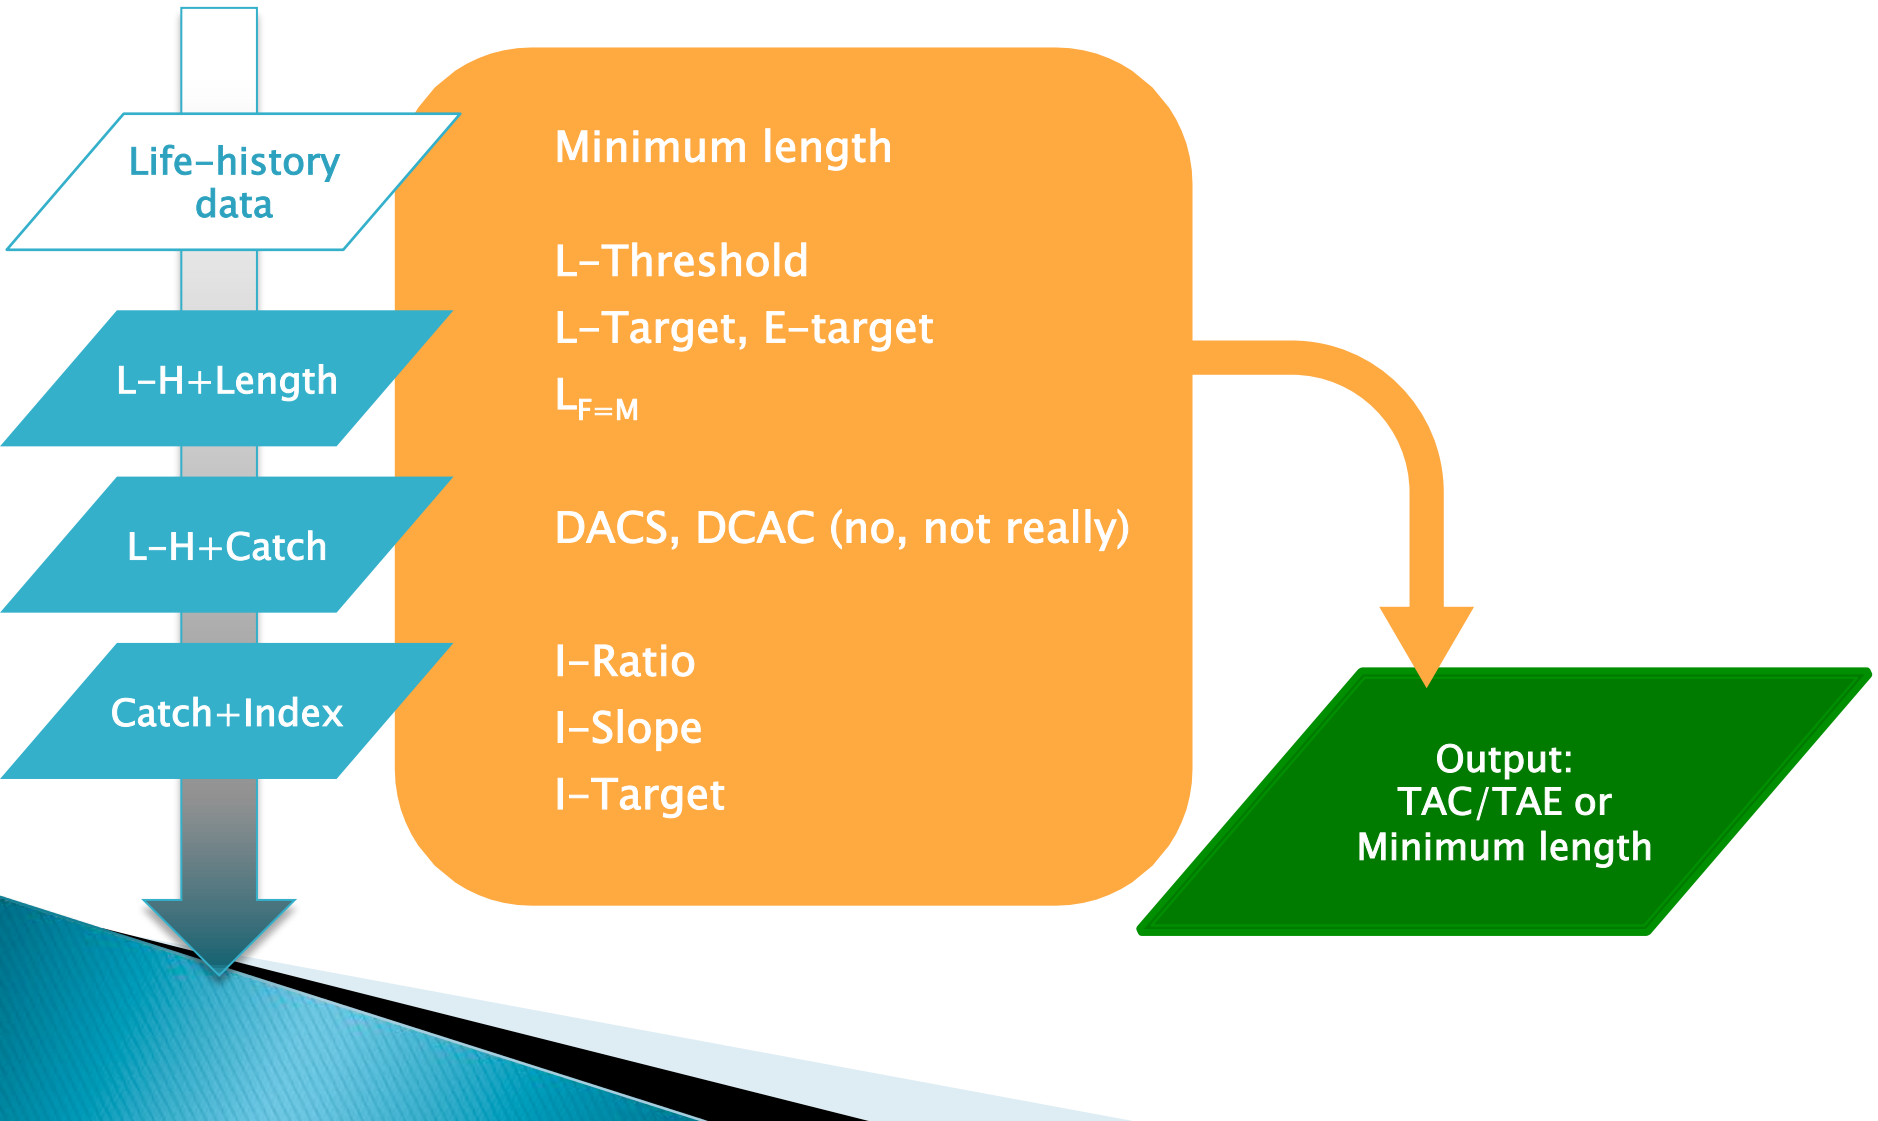 Life-history
data
Minimum length
L-H+Length
L-Threshold
L-Target, E-target
L_F=M
L-H+Catch
DACS, DCAC (no, not really)
Catch+Index
I-Ratio
I-Slope
I-Target
Output:
TAC/TAE or
Minimum length